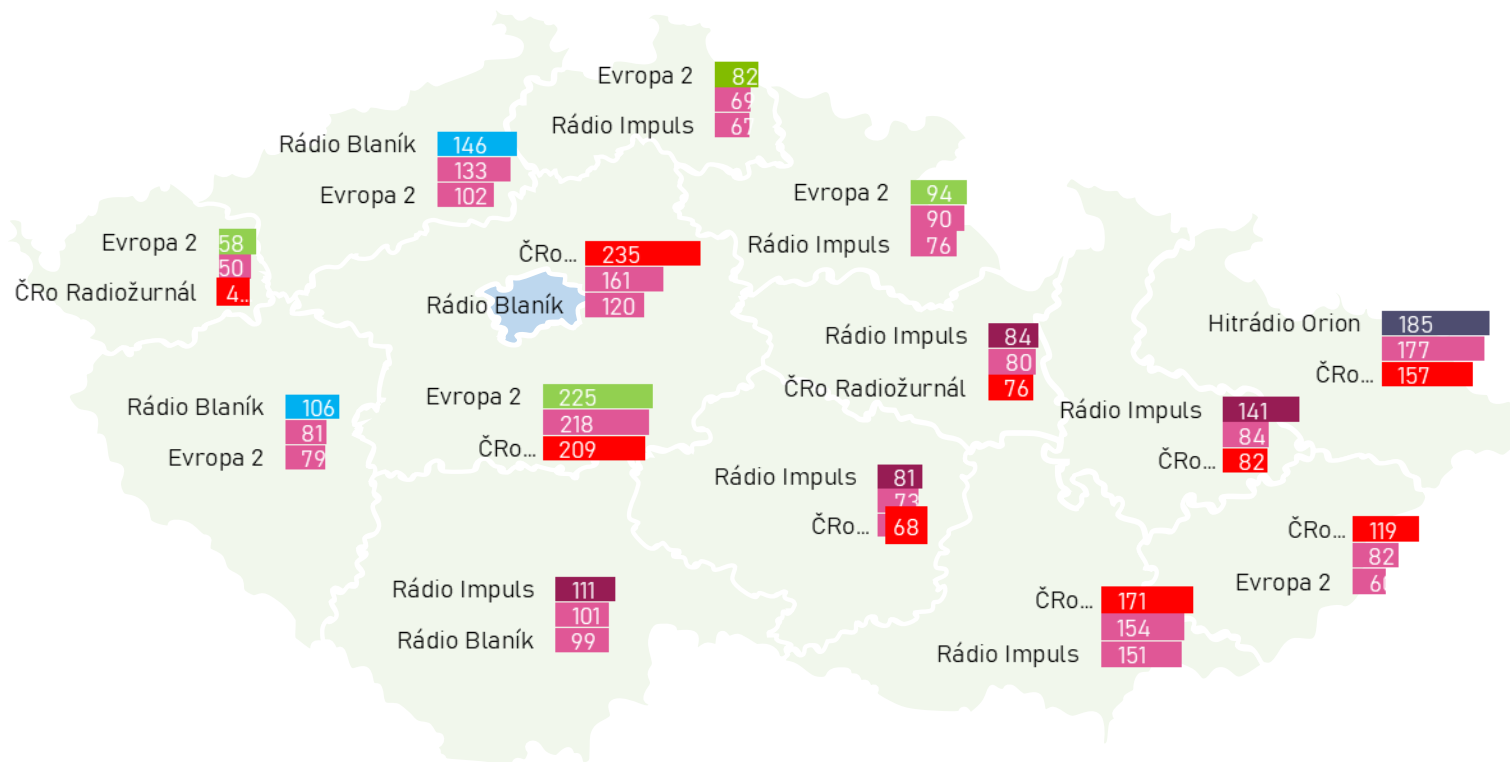 Evropa 2 82
69
Rádio Impuls 67
Rádio Blaník 146
133
Evropa 2 102
Evropa 2 94
90
Rádio Impuls 76
Evropa 2 58
50
ČRo Radiožurnál 4..
ČRo... 235
161
Rádio Blaník 120
Hitrádio Orion 185
177
ČRo... 157
Rádio Impuls 84
80
ČRo Radiožurnál 76
Rádio Blaník 106
81
Evropa 2 79
Evropa 2 225
218
ČRo... 209
Rádio Impuls 141
84
ČRo... 82
Rádio Impuls 81
73
ČRo... 68
ČRo... 119
82
Evropa 2
Rádio Impuls 111
101
Rádio Blaník 99
ČRo... 171
154
Rádio Impuls 151